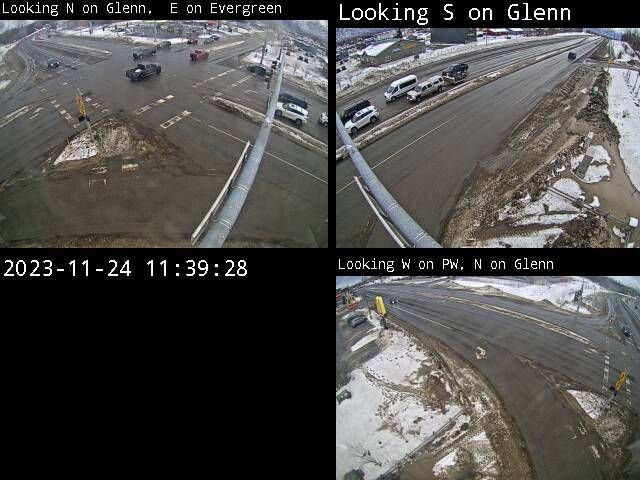 Looking N on Glenn, E on Evergreen
Looking S on Glenn
2023-11-24 11:39:28
Looking W on PW, N on Glenn